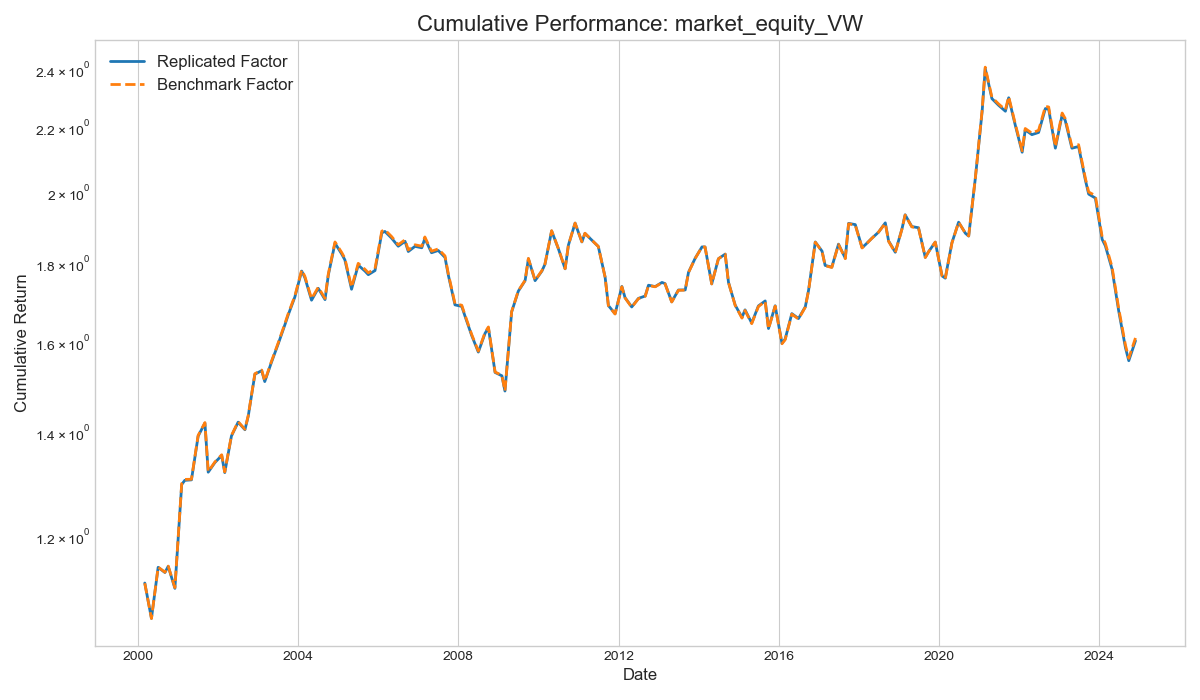 Cumulative Performance: market_equity_VW
Replicated Factor
Benchmark Factor
2.4 × 10⁰
2.2 × 10⁰
2 × 10⁰
1.8 × 10⁰
1.6 × 10⁰
1.4 × 10⁰
1.2 × 10⁰
Cumulative Return
2000 2004 2008 2012 2016 2020 2024
Date